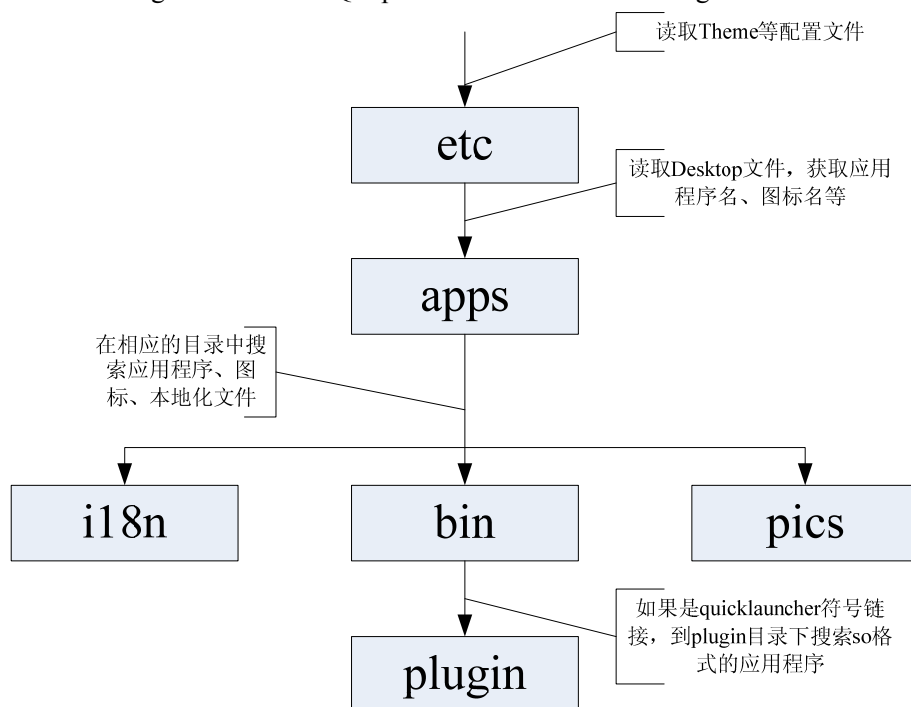 读取Theme等配置文件
etc
读取Desktop文件，获取应用
程序名、图标名等
apps
在相应的目录中搜
索应用程序、图
标、本地化文件
i18n
bin
pics
如果是quicklauncher符号链
接，到plugin目录下搜索so格
式的应用程序
plugin